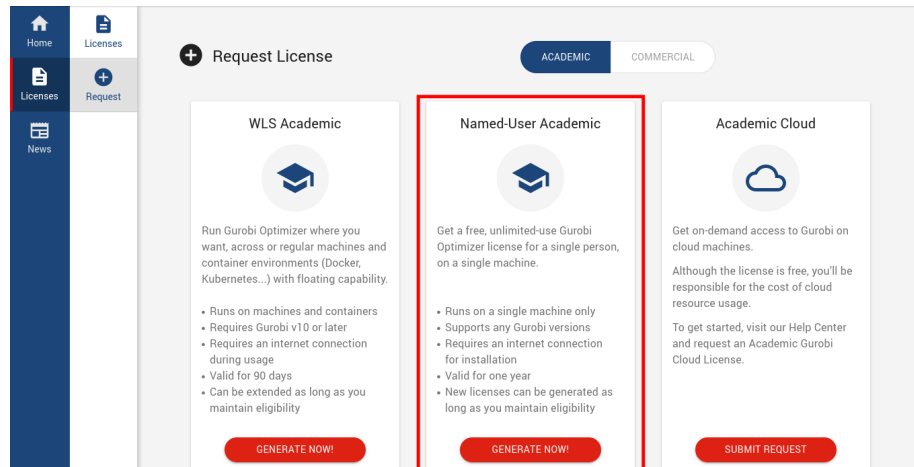 Home
Licenses
News
Licenses
Request
Request License
ACADEMIC
COMMERCIAL
WLS Academic
Run Gurobi Optimizer where you
want, across or regular machines and
container environments (Docker,
Kubernetes...) with floating capability.
• Runs on machines and containers
• Requires Gurobi v10 or later
• Requires an internet connection
during usage
• Valid for 90 days
• Can be extended as long as you
maintain eligibility
GENERATE NOW!
Named-User Academic
Get a free, unlimited-use Gurobi
Optimizer license for a single person,
on a single machine.
• Runs on a single machine only
• Supports any Gurobi versions
• Requires an internet connection
for installation
• Valid for one year
• New licenses can be generated as
long as you maintain eligibility
GENERATE NOW!
Academic Cloud
Get on-demand access to Gurobi on
cloud machines.
Although the license is free, you'll be
responsible for the cost of cloud
resource usage.
To get started, visit our Help Center
and request an Academic Gurobi
Cloud License.
SUBMIT REQUEST